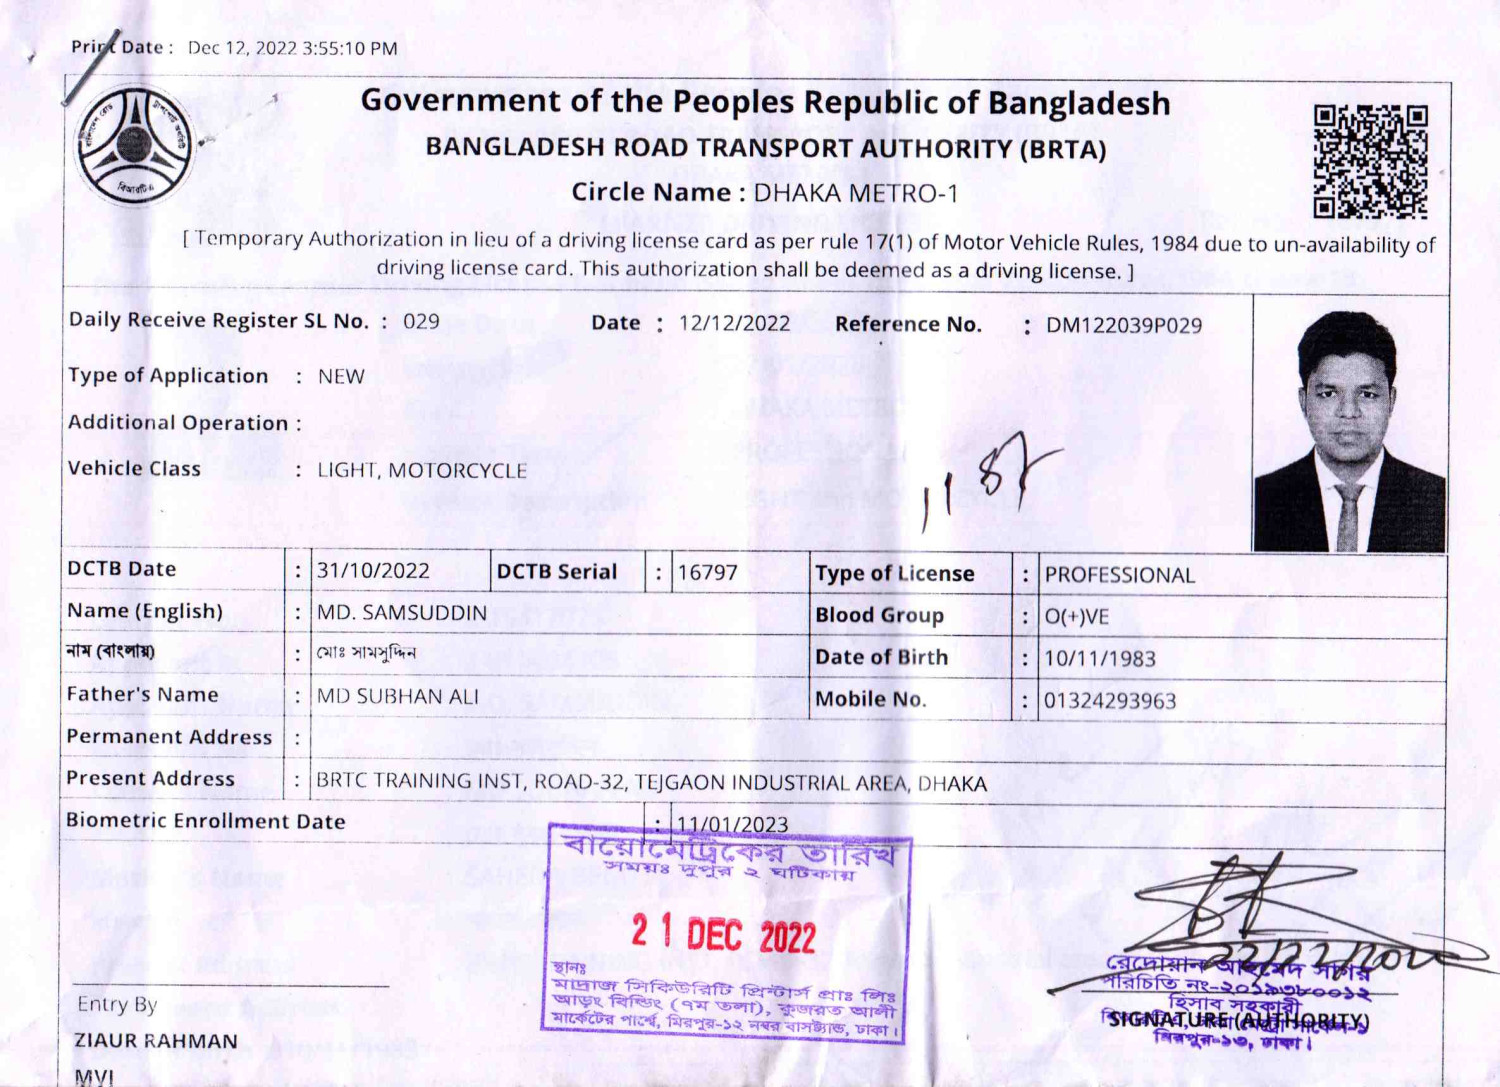 Print Date : Dec 12, 2022 3:55:10 PM
Government of the Peoples Republic of Bangladesh
BANGLADESH ROAD TRANSPORT AUTHORITY (BRTA)
Circle Name : DHAKA METRO-1
[ Temporary Authorization in lieu of a driving license card as per rule 17(1) of Motor Vehicle Rules, 1984 due to un-availability of
driving license card. This authorization shall be deemed as a driving license. ]
বিআরটিএ
Daily Receive Register SL No. : 029 Date : 12/12/2022 Reference No. : DM122039P029
Type of Application : NEW
Additional Operation :
Vehicle Class : LIGHT, MOTORCYCLE
DCTB Date : 31/10/2022 DCTB Serial : 16797 Type of License : PROFESSIONAL
Name (English) : MD. SAMSUDDIN Blood Group : O(+)VE
নাম (বাংলায়) : মোঃ সামসুদ্দিন Date of Birth : 10/11/1983
Father's Name : MD SUBHAN ALI Mobile No. : 01324293963
Permanent Address :
Present Address : BRTC TRAINING INST, ROAD-32, TEJGAON INDUSTRIAL AREA, DHAKA
Biometric Enrollment Date : 11/01/2023
বায়োমেট্রিকের তারিখ
সময়ঃ দুপুর ২ ঘটিকায়
21 DEC 2022
স্থানঃ
মাদ্রাজ সিকিউরিটি প্রিন্টার্স প্রাঃ লিঃ
আড়ং বিল্ডিং (৭ম তলা), কুজরত আলী
মার্কেটের পার্শ্বে, মিরপুর-১২ নম্বর বাসষ্ট্যান্ড, ঢাকা।
রেদোয়ান আহমেদ সাগর
পরিচিতি নং-২০১৯৩৮০০১২
হিসাব সহকারী
SIGNATURE (AUTHORITY)
মিরপুর-১৩, ঢাকা।
Entry By
ZIAUR RAHMAN
MVI